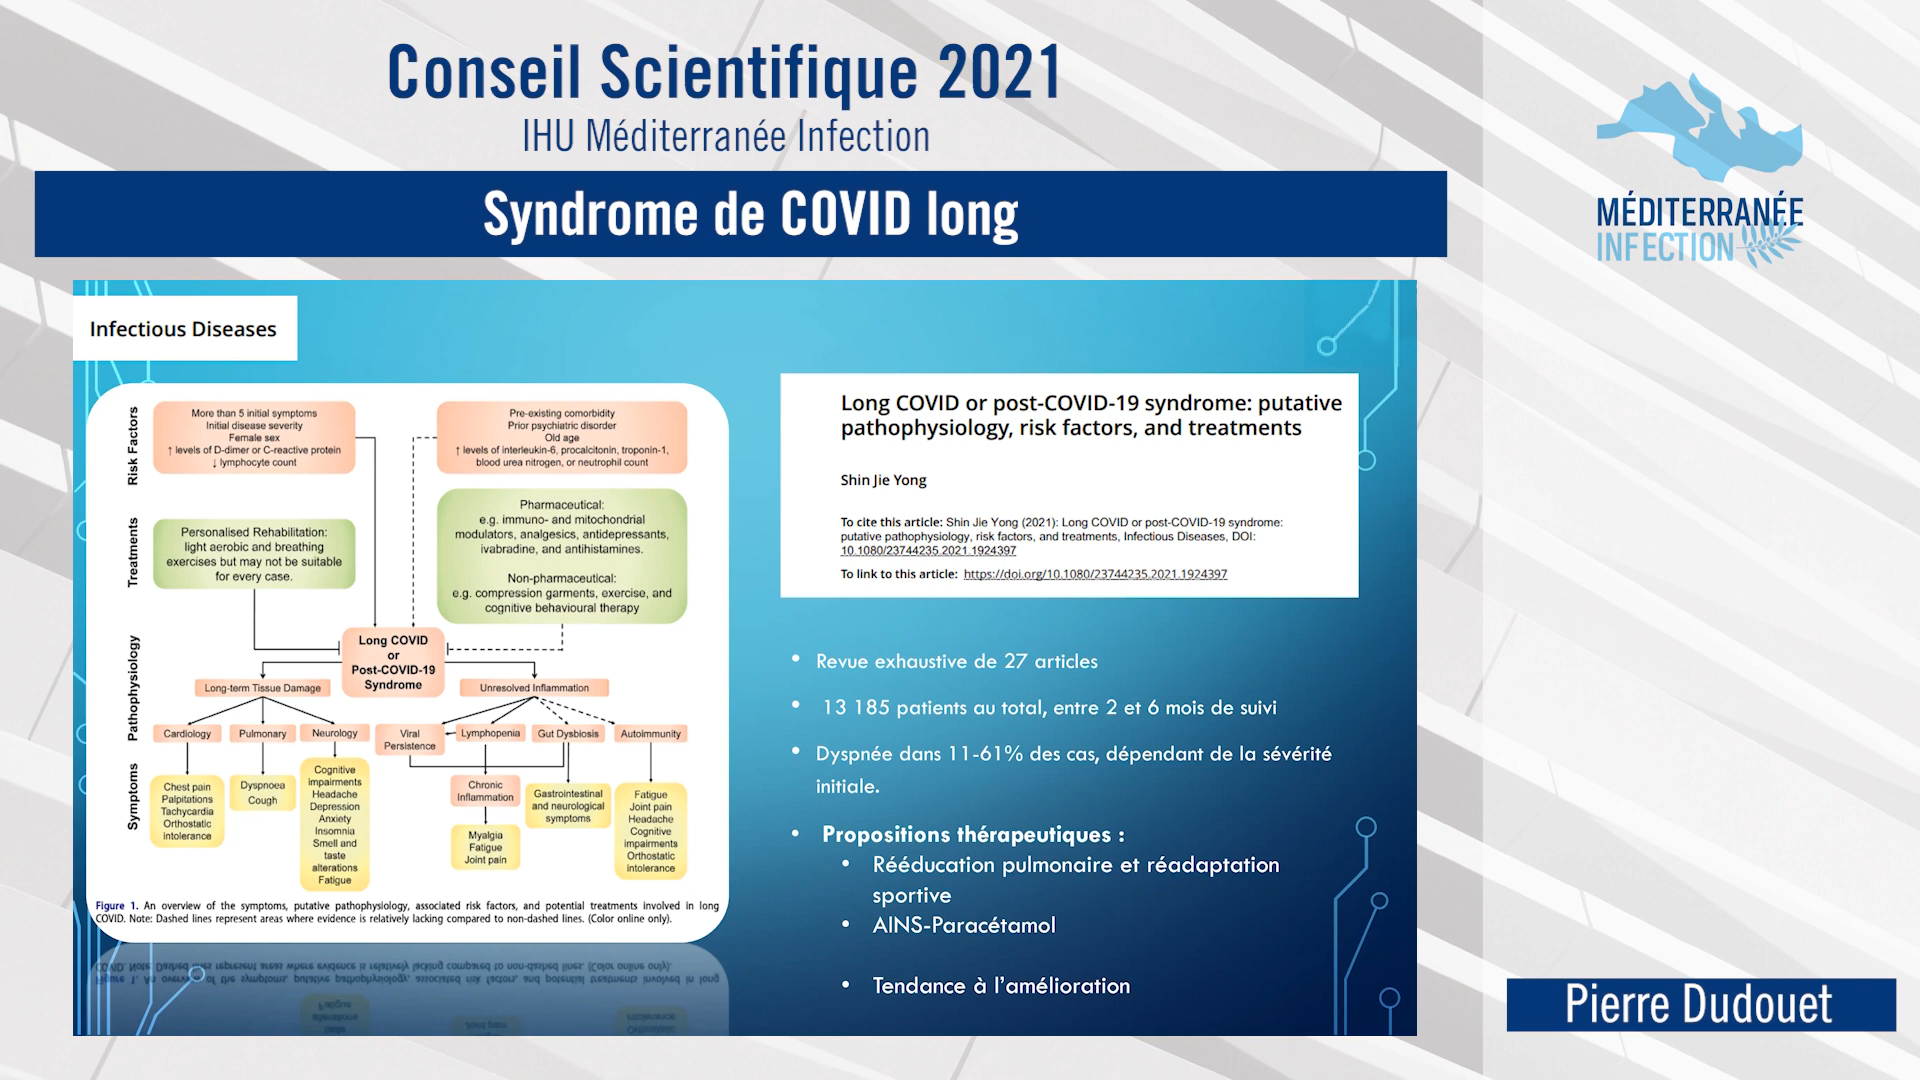 Conseil Scientifique 2021
IHU Méditerranée Infection
Syndrome de COVID long
MÉDITERRANÉE
INFECTION
Infectious Diseases
Risk Factors
More than 5 initial symptoms
Initial disease severity
Female sex
↑ levels of D-dimer or C-reactive protein
↓ lymphocyte count
Pre-existing comorbidity
Prior psychiatric disorder
Old age
↑ levels of interleukin-6, procalcitonin, troponin-1,
blood urea nitrogen, or neutrophil count
Treatments
Personalised Rehabilitation:
light aerobic and breathing
exercises but may not be suitable
for every case.
Pharmaceutical:
e.g. immuno- and mitochondrial
modulators, analgesics, antidepressants,
ivabradine, and antihistamines.
Non-pharmaceutical:
e.g. compression garments, exercise, and
cognitive behavioural therapy
Pathophysiology
Long COVID
or
Post-COVID-19
Syndrome
Long-term Tissue Damage
Unresolved Inflammation
Cardiology
Pulmonary
Neurology
Viral
Persistence
Lymphopenia
Gut Dysbiosis
Autoimmunity
Symptoms
Chest pain
Palpitations
Tachycardia
Orthostatic
intolerance
Dyspnoea
Cough
Cognitive
impairments
Headache
Depression
Anxiety
Insomnia
Smell and
taste
alterations
Fatigue
Chronic
Inflammation
Myalgia
Fatigue
Joint pain
Gastrointestinal
and neurological
symptoms
Fatigue
Joint pain
Headache
Cognitive
impairments
Orthostatic
intolerance
Figure 1. An overview of the symptoms, putative pathophysiology, associated risk factors, and potential treatments involved in long
COVID. Note: Dashed lines represent areas where evidence is relatively lacking compared to non-dashed lines. (Color online only).
Long COVID or post-COVID-19 syndrome: putative
pathophysiology, risk factors, and treatments
Shin Jie Yong
To cite this article: Shin Jie Yong (2021): Long COVID or post-COVID-19 syndrome:
putative pathophysiology, risk factors, and treatments, Infectious Diseases, DOI:
10.1080/23744235.2021.1924397
To link to this article: https://doi.org/10.1080/23744235.2021.1924397
• Revue exhaustive de 27 articles
• 13 185 patients au total, entre 2 et 6 mois de suivi
• Dyspnée dans 11-61% des cas, dépendant de la sévérité
initiale.
• Propositions thérapeutiques :
• Rééducation pulmonaire et réadaptation
sportive
• AINS-Paracétamol
• Tendance à l'amélioration
Pierre Dudouet